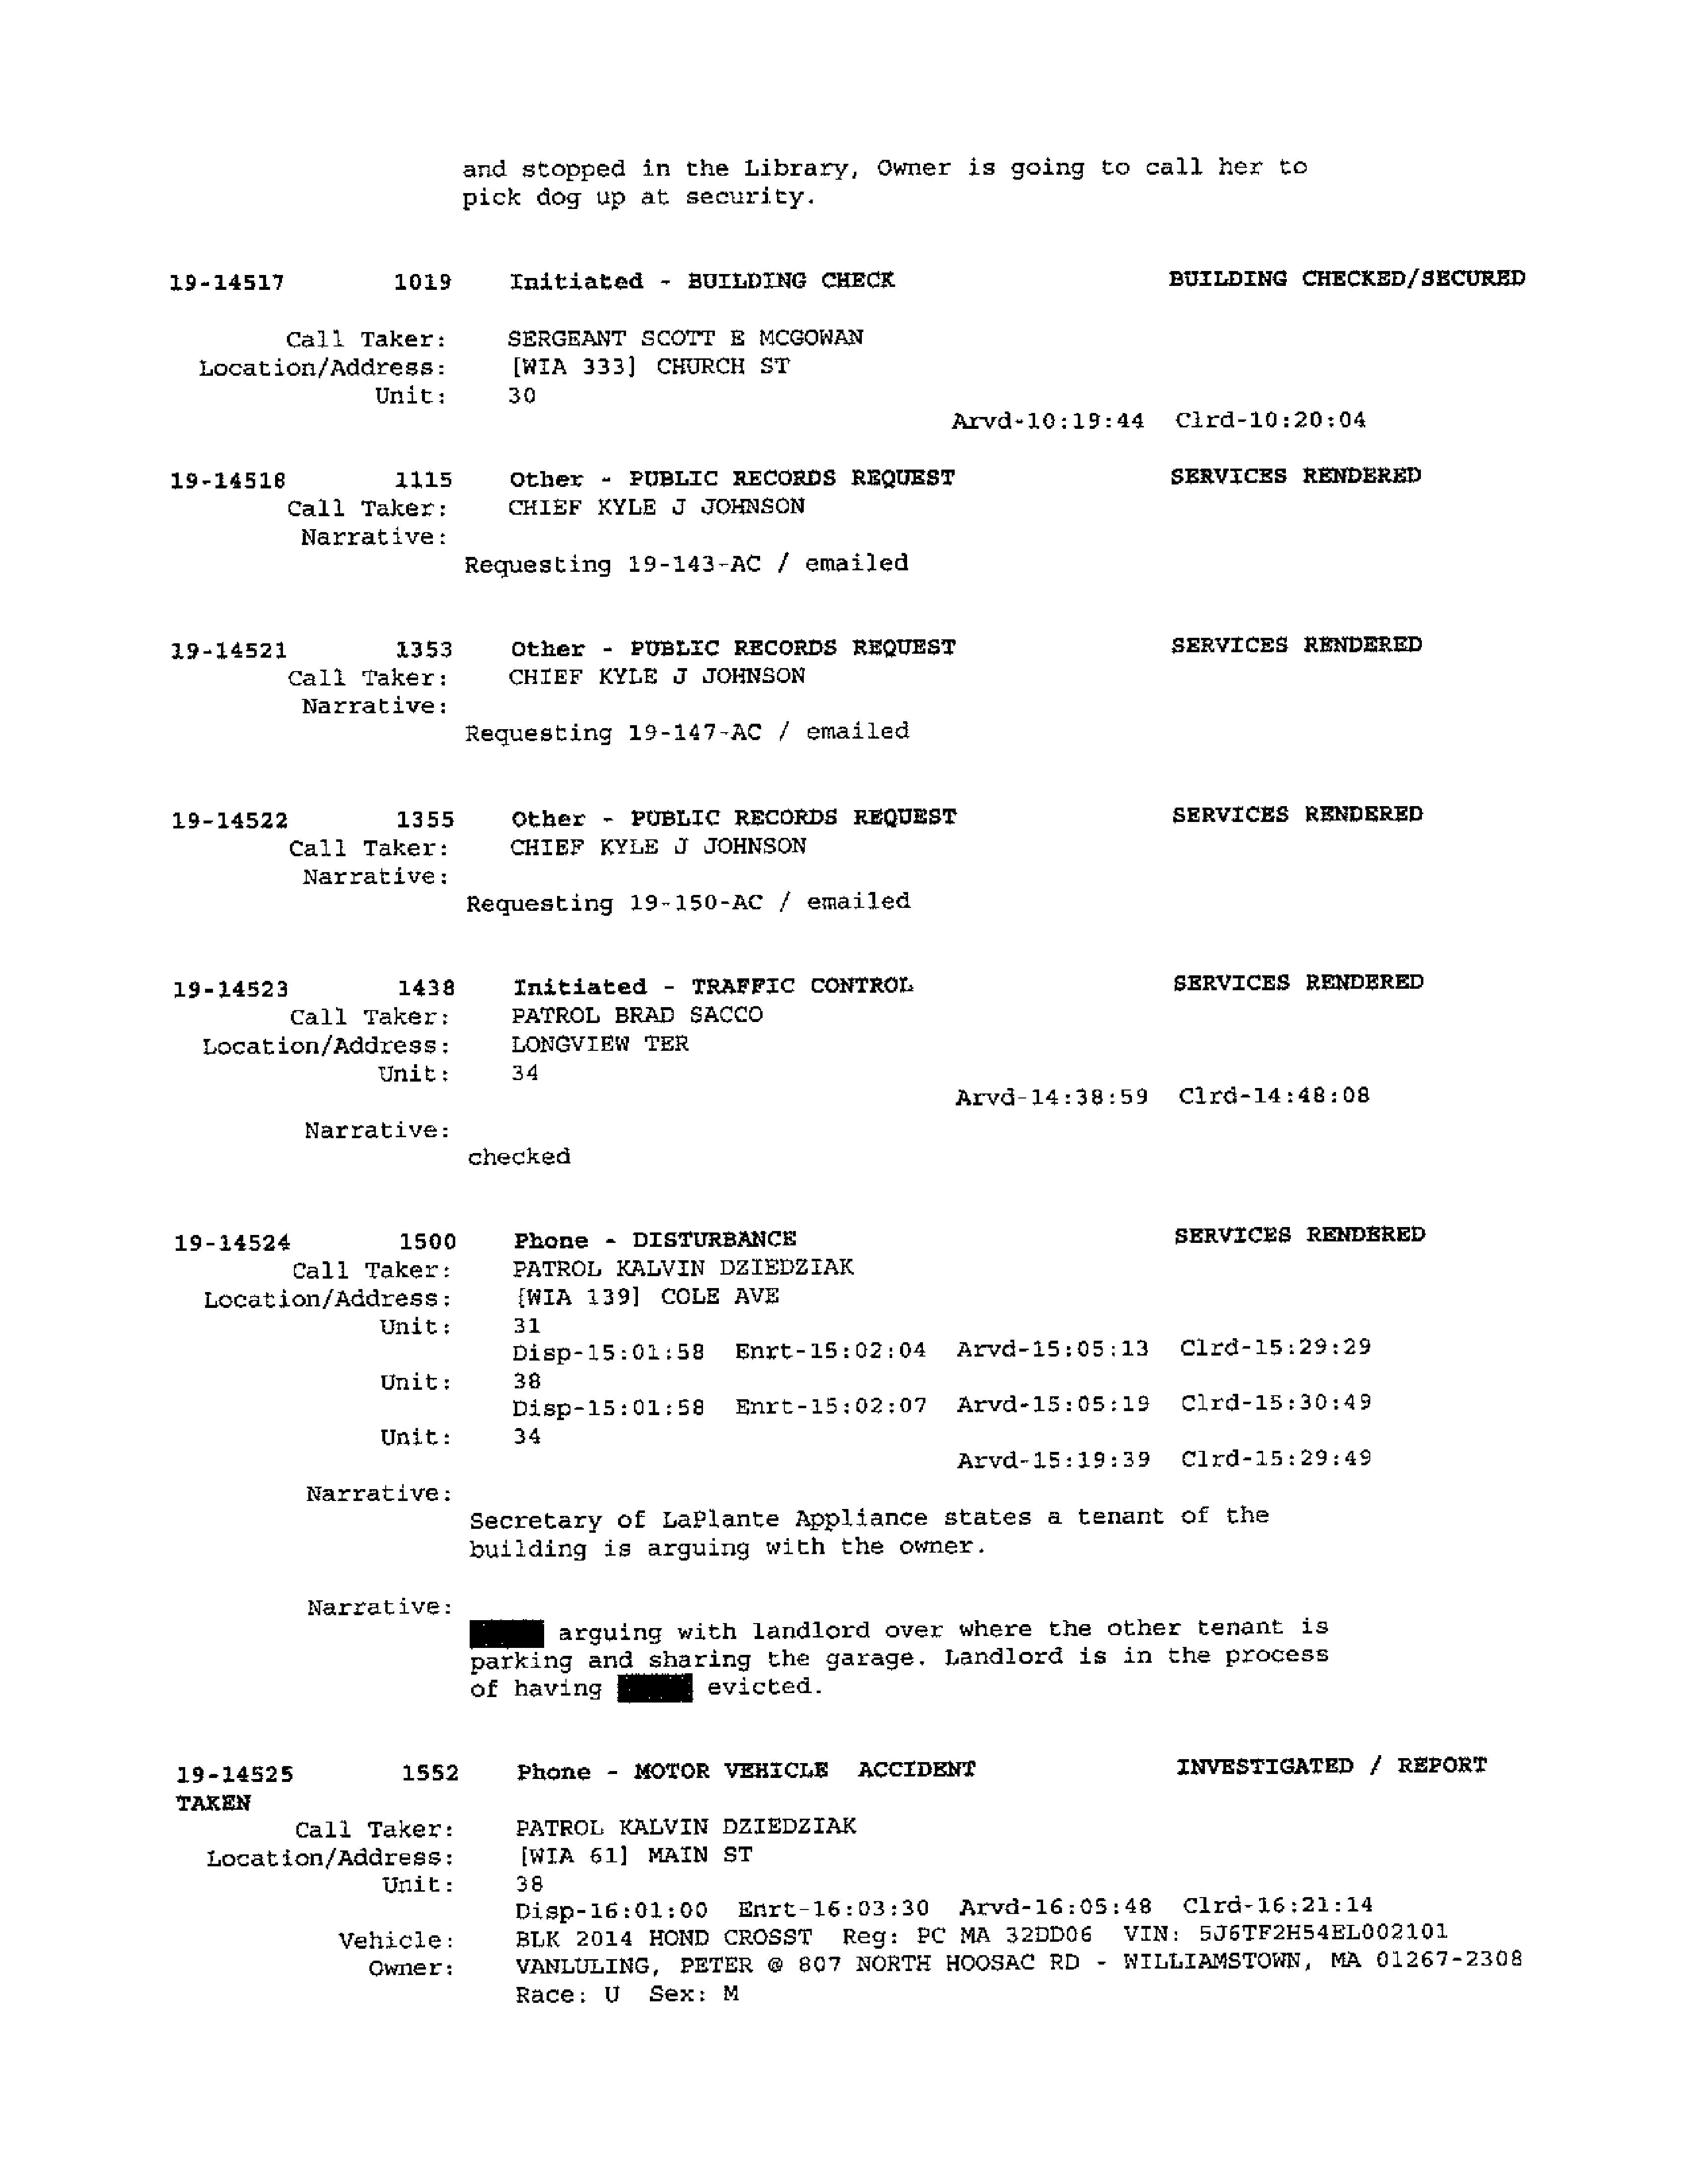 and stopped in the Library, Owner is going to call her to
pick dog up at security.
19-14517 1019 Initiated - BUILDING CHECK BUILDING CHECKED/SECURED
Call Taker: SERGEANT SCOTT E MCGOWAN
Location/Address: [WIA 333] CHURCH ST
Unit: 30
Arvd-10:19:44 Clrd-10:20:04
19-14518 1115 Other - PUBLIC RECORDS REQUEST SERVICES RENDERED
Call Taker: CHIEF KYLE J JOHNSON
Narrative:
Requesting 19-143-AC / emailed
19-14521 1353 Other - PUBLIC RECORDS REQUEST SERVICES RENDERED
Call Taker: CHIEF KYLE J JOHNSON
Narrative:
Requesting 19-147-AC / emailed
19-14522 1355 Other - PUBLIC RECORDS REQUEST SERVICES RENDERED
Call Taker: CHIEF KYLE J JOHNSON
Narrative:
Requesting 19-150-AC / emailed
19-14523 1438 Initiated - TRAFFIC CONTROL SERVICES RENDERED
Call Taker: PATROL BRAD SACCO
Location/Address: LONGVIEW TER
Unit: 34
Arvd-14:38:59 Clrd-14:48:08
Narrative:
checked
19-14524 1500 Phone - DISTURBANCE SERVICES RENDERED
Call Taker: PATROL KALVIN DZIEDZIAK
Location/Address: [WIA 139] COLE AVE
Unit: 31
Disp-15:01:58 Enrt-15:02:04 Arvd-15:05:13 Clrd-15:29:29
Unit: 38
Disp-15:01:58 Enrt-15:02:07 Arvd-15:05:19 Clrd-15:30:49
Unit: 34
Arvd-15:19:39 Clrd-15:29:49
Narrative:
Secretary of LaPlante Appliance states a tenant of the
building is arguing with the owner.
Narrative:
arguing with landlord over where the other tenant is
parking and sharing the garage. Landlord is in the process
of having evicted.
19-14525 1552 Phone - MOTOR VEHICLE ACCIDENT INVESTIGATED / REPORT
TAKEN
Call Taker: PATROL KALVIN DZIEDZIAK
Location/Address: [WIA 61] MAIN ST
Unit: 38
Disp-16:01:00 Enrt-16:03:30 Arvd-16:05:48 Clrd-16:21:14
Vehicle: BLK 2014 HOND CROSST Reg: PC MA 32DD06 VIN: 5J6TF2H54EL002101
Owner: VANLULING, PETER @ 807 NORTH HOOSAC RD - WILLIAMSTOWN, MA 01267-2308
Race: U Sex: M